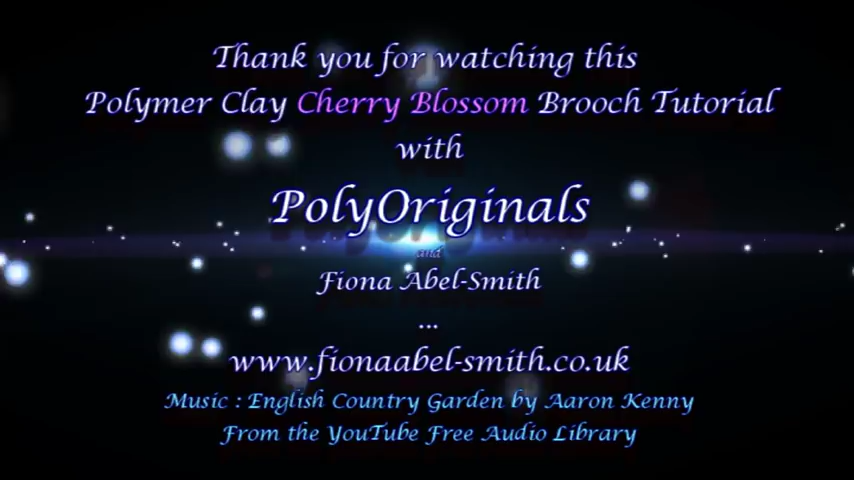 Thank you for watching this
Polymer Clay Cherry Blossom Brooch Tutorial
with
PolyOriginals
and
Fiona Abel-Smith
...
www.fionaabel-smith.co.uk
Music : English Country Garden by Aaron Kenny
From the YouTube Free Audio Library